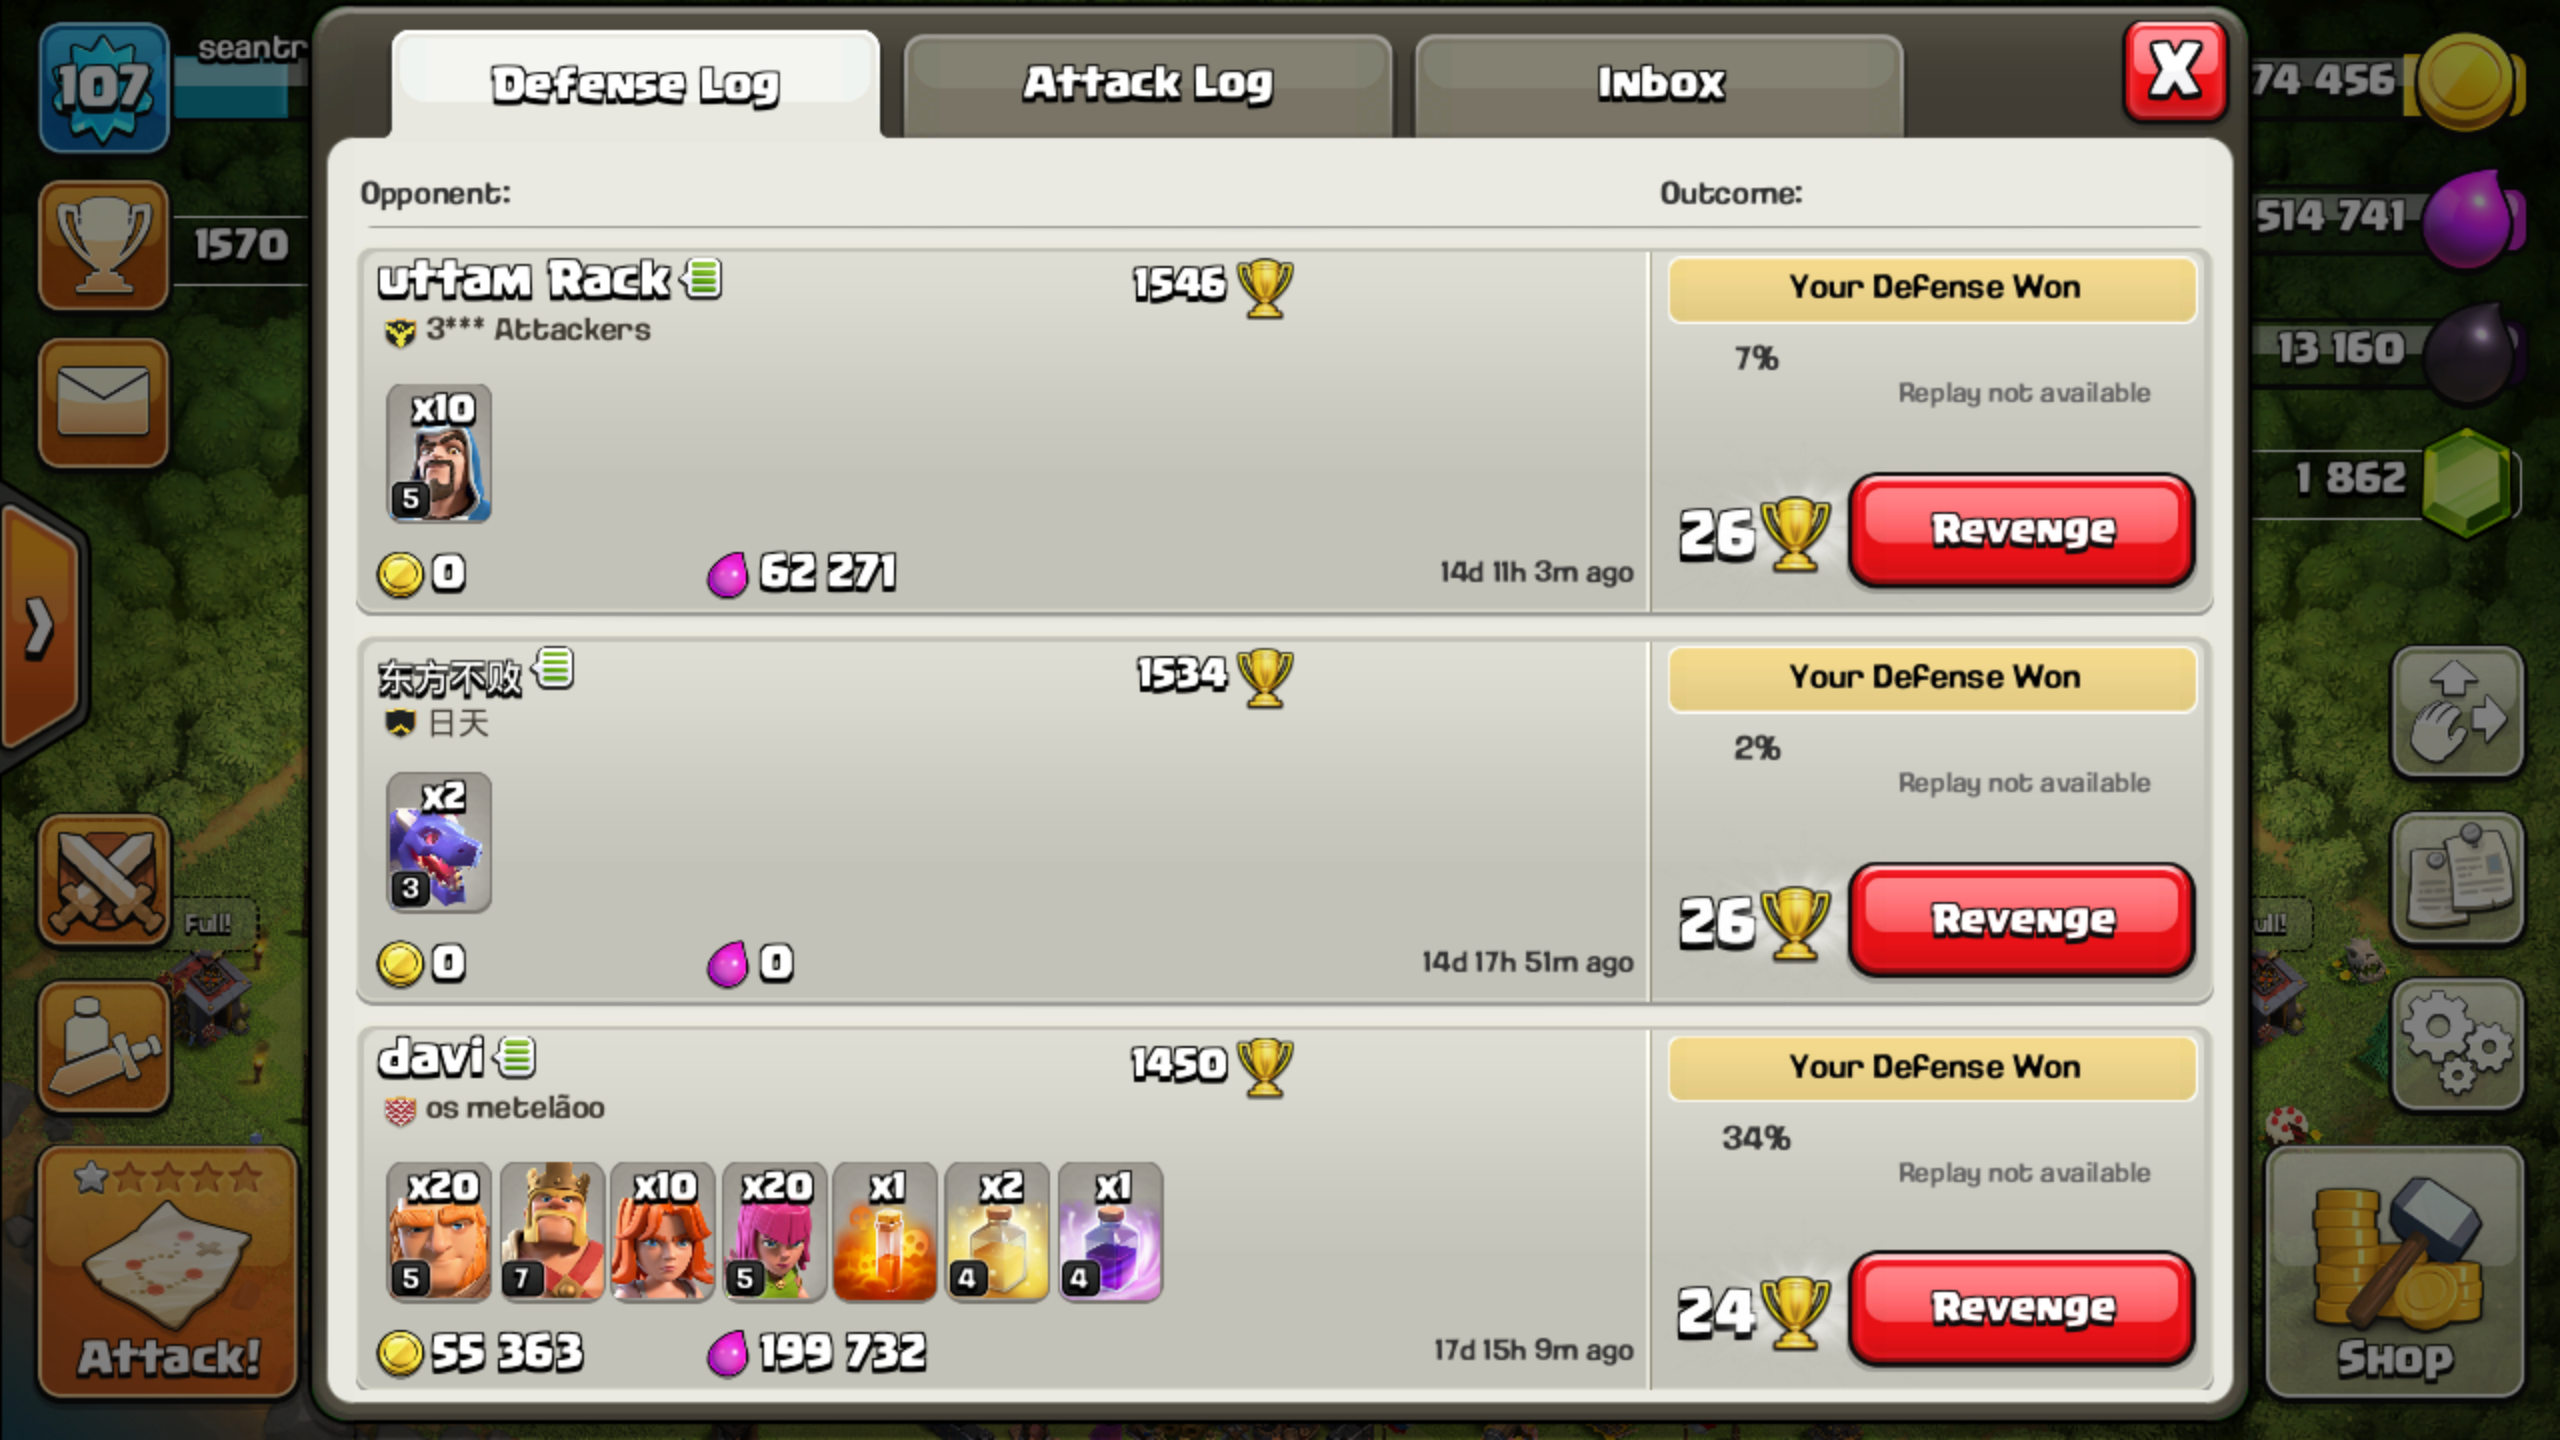 107
seantr
Defense Log
Attack Log
Inbox
X
74 456
1570
514 741
13 160
1 862
Opponent:
Outcome:
uttam Rack
1546
Your Defense Won
3*** Attackers
7%
Replay not available
x10
5
26
Revenge
0
62 271
14d 11h 3m ago
东方不败
1534
Your Defense Won
日天
2%
Replay not available
x2
3
26
Revenge
0
0
14d 17h 51m ago
davi
1450
Your Defense Won
os metelãoo
34%
Replay not available
x20
x10
x20
x1
x2
x1
5
7
5
4
4
24
Revenge
55 363
199 732
17d 15h 9m ago
Full!
ull!
Attack!
Shop